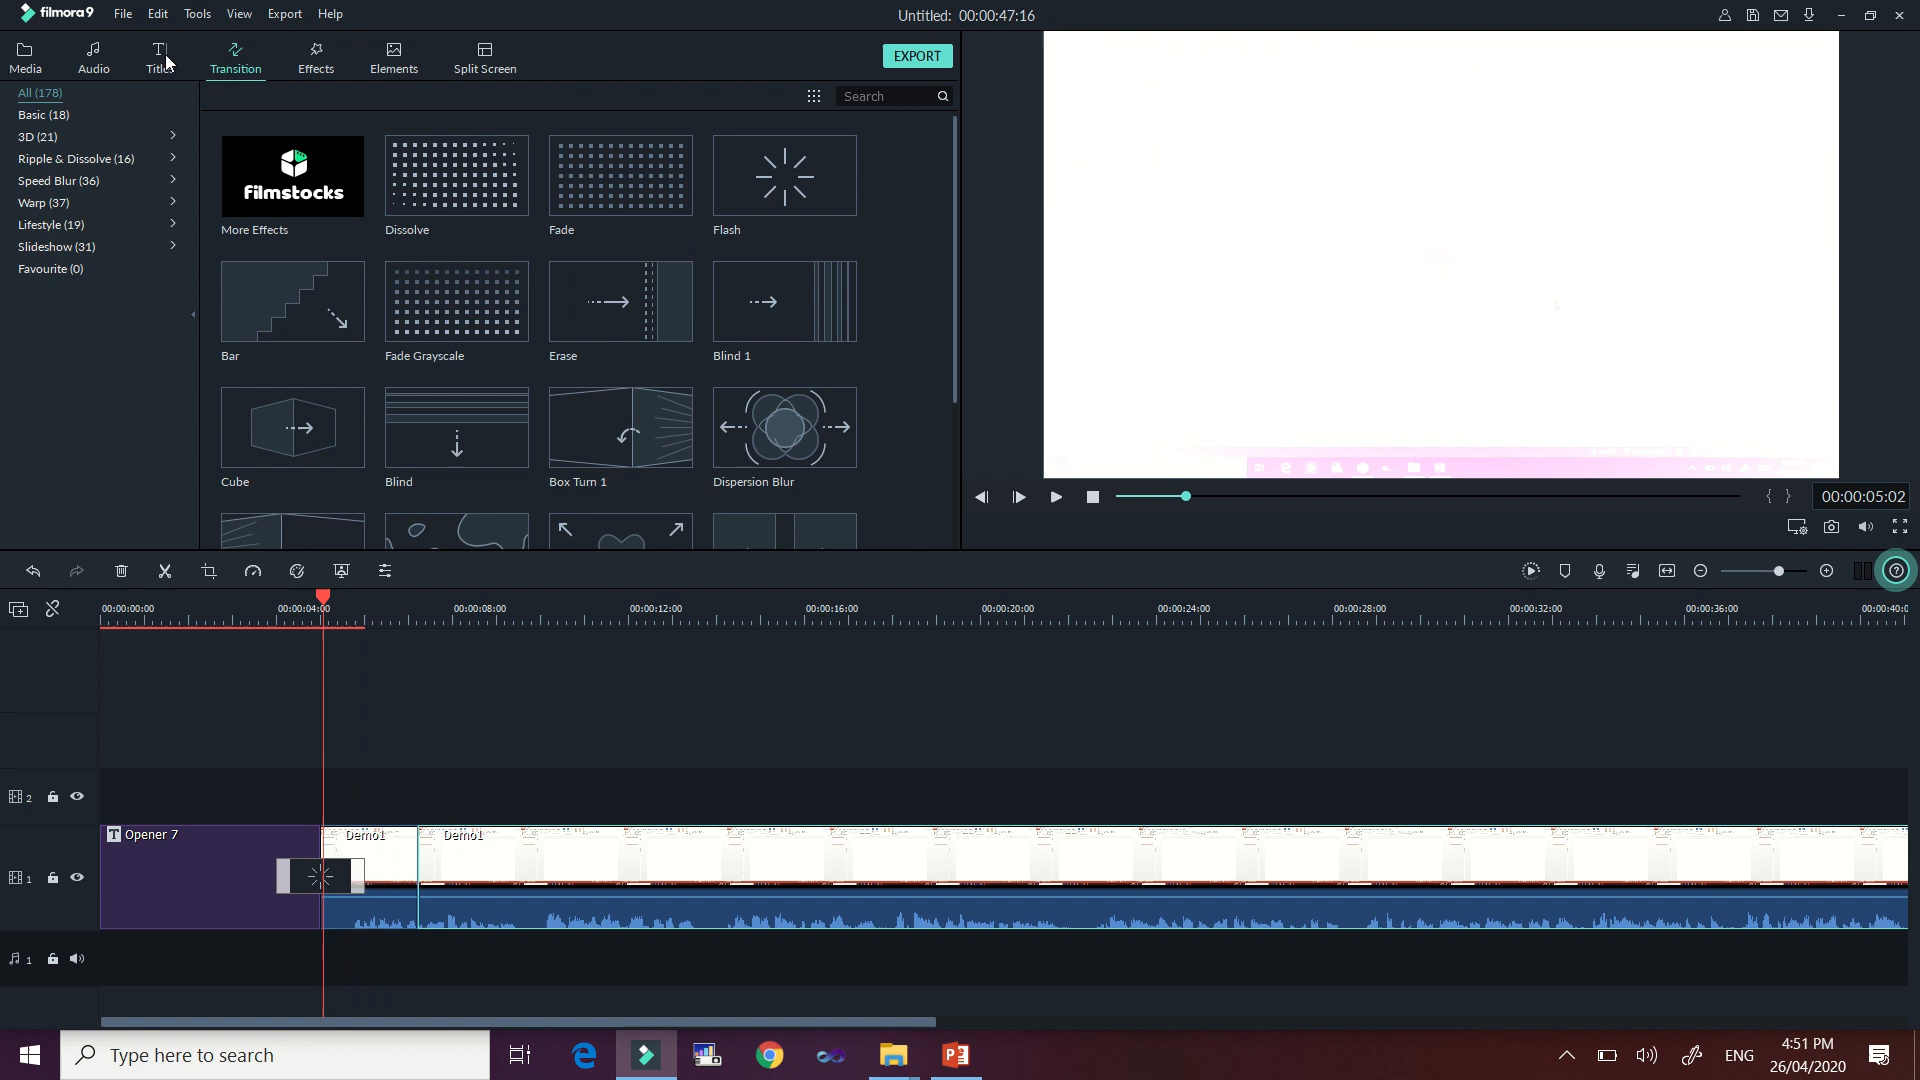 filmora9 File Edit Tools View Export Help
Untitled: 00:00:47:16
Media Audio Titles Transition Effects Elements Split Screen
EXPORT
All (178)
Basic (18)
3D (21)
Ripple & Dissolve (16)
Speed Blur (36)
Warp (37)
Lifestyle (19)
Slideshow (31)
Favourite (0)
Search
filmstocks
More Effects Dissolve Fade Flash
Bar Fade Grayscale Erase Blind 1
Cube Blind Box Turn 1 Dispersion Blur
{ } 00:00:05:02
00:00:00:00 00:00:04:00 00:00:08:00 00:00:12:00 00:00:16:00 00:00:20:00 00:00:24:00 00:00:28:00 00:00:32:00 00:00:36:00 00:00:40:0
2
T Opener 7 Demo1 Demo1
1
1
Type here to search
ENG
4:51 PM
26/04/2020